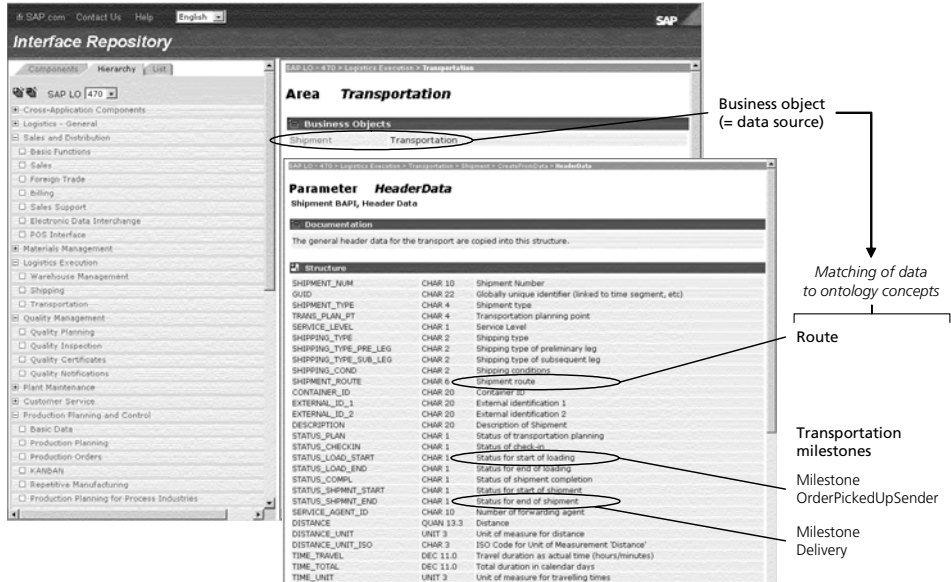 ifr.SAP.com Contact Us Help English
SAP
Interface Repository
Components Hierarchy List
SAP LO 470
Cross-Application Components
Logistics - General
Sales and Distribution
Basic Functions
Sales
Foreign Trade
Billing
Sales Support
Electronic Data Interchange
POS Interface
Materials Management
Logistics Execution
Warehouse Management
Shipping
Transportation
Quality Management
Quality Planning
Quality Inspection
Quality Certificates
Quality Notifications
Plant Maintenance
Customer Service
Production Planning and Control
Basic Data
Production Planning
Production Orders
KANBAN
Repetitive Manufacturing
Production Planning for Process Industries
SAP LO - 470 > Logistics Execution > Transportation
Area Transportation
Business Objects
Shipment Transportation
SAP LO - 470 > Logistics Execution > Transportation > Shipment > CreateFromData > HeaderData
Parameter HeaderData
Shipment BAPI, Header Data
Documentation
The general header data for the transport are copied into this structure.
Structure
SHIPMENT_NUM CHAR 10 Shipment Number
GUID CHAR 22 Globally unique identifier (linked to time segment, etc)
SHIPMENT_TYPE CHAR 4 Shipment type
TRANS_PLAN_PT CHAR 4 Transportation planning point
SERVICE_LEVEL CHAR 1 Service Level
SHIPPING_TYPE CHAR 2 Shipping type
SHIPPING_TYPE_PRE_LEG CHAR 2 Shipping type of preliminary leg
SHIPPING_TYPE_SUB_LEG CHAR 2 Shipping type of subsequent leg
SHIPPING_COND CHAR 2 Shipping conditions
SHIPMENT_ROUTE CHAR 6 Shipment route
CONTAINER_ID CHAR 20 Container ID
EXTERNAL_ID_1 CHAR 20 External identification 1
EXTERNAL_ID_2 CHAR 20 External identification 2
DESCRIPTION CHAR 20 Description of Shipment
STATUS_PLAN CHAR 1 Status of transportation planning
STATUS_CHECKIN CHAR 1 Status of check-in
STATUS_LOAD_START CHAR 1 Status for start of loading
STATUS_LOAD_END CHAR 1 Status for end of loading
STATUS_COMPL CHAR 1 Status of shipment completion
STATUS_SHPMNT_START CHAR 1 Status for start of shipment
STATUS_SHPMNT_END CHAR 1 Status for end of shipment
SERVICE_AGENT_ID CHAR 10 Number of forwarding agent
DISTANCE QUAN 13.3 Distance
DISTANCE_UNIT UNIT 3 Unit of measure for distance
DISTANCE_UNIT_ISO CHAR 3 ISO Code for Unit of Measurement 'Distance'
TIME_TRAVEL DEC 11.0 Travel duration as actual time (hours/minutes)
TIME_TOTAL DEC 11.0 Total duration in calendar days
TIME_UNIT UNIT 3 Unit of measure for travelling times
Business object
(= data source)
Matching of data
to ontology concepts
Route
Transportation
milestones
Milestone
OrderPickedUpSender
Milestone
Delivery